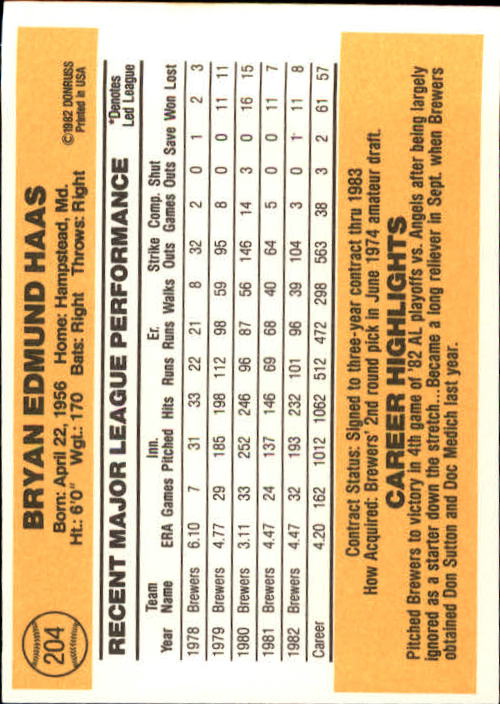 204
BRYAN EDMUND HAAS
Born: April 22, 1956 Home: Hampstead, Md.
Ht.: 6'0" Wgt.: 170 Bats: Right Throws: Right
©1982 DONRUSS
Printed in USA
RECENT MAJOR LEAGUE PERFORMANCE
*Denotes
Led League
Team Inn. Er. Strike Comp. Shut
Year Name ERA Games Pitched Hits Runs Runs Walks Outs Games Outs Save Won Lost
1978 Brewers 6.10 7 31 33 22 21 8 32 2 0 1 2 3
1979 Brewers 4.77 29 185 198 112 98 59 95 8 0 0 11 11
1980 Brewers 3.11 33 252 246 96 87 56 146 14 3 0 16 15
1981 Brewers 4.47 24 137 146 69 68 40 64 5 0 0 11 7
1982 Brewers 4.47 32 193 232 101 96 39 104 3 0 1 11 8
Career 4.20 162 1012 1062 512 472 298 563 38 3 2 61 57
Contract Status: Signed to three-year contract thru 1983
How Acquired: Brewers' 2nd round pick in June 1974 amateur draft.
CAREER HIGHLIGHTS
Pitched Brewers to victory in 4th game of '82 AL playoffs vs. Angels after being largely
ignored as a starter down the stretch...Became a long reliever in Sept. when Brewers
obtained Don Sutton and Doc Medich last year.